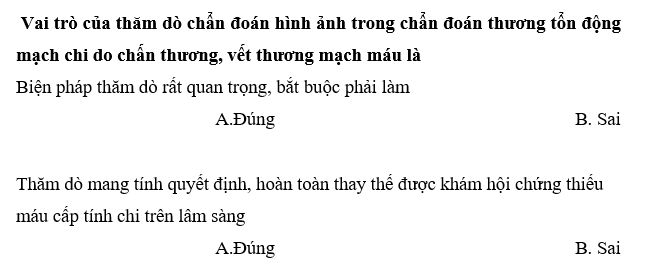 Vai trò của thăm dò chẩn đoán hình ảnh trong chẩn đoán thương tổn động
mạch chi do chấn thương, vết thương mạch máu là
Biện pháp thăm dò rất quan trọng, bắt buộc phải làm
A.Đúng B. Sai
Thăm dò mang tính quyết định, hoàn toàn thay thế được khám hội chứng thiếu
máu cấp tính chi trên lâm sàng
A.Đúng B. Sai